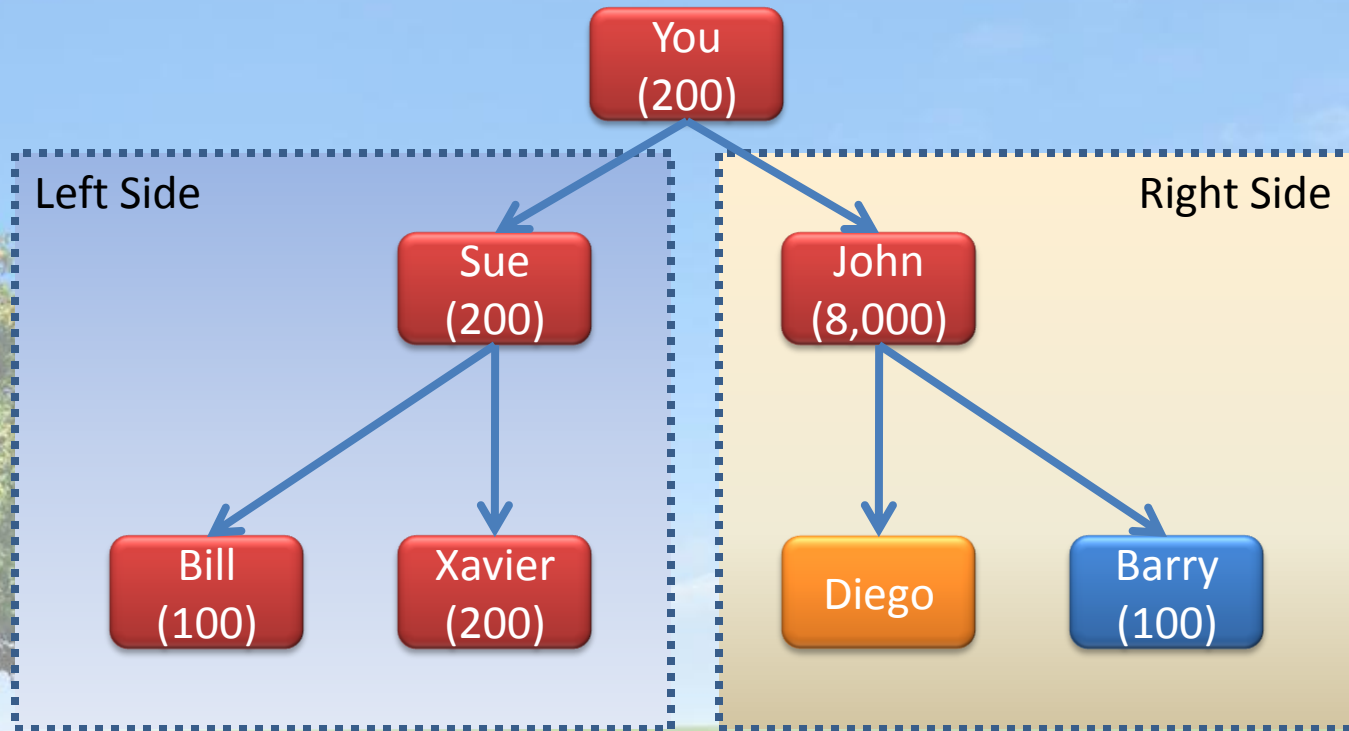 You
(200)
Left Side
Right Side
Sue
(200)
John
(8,000)
Bill
(100)
Xavier
(200)
Diego
Barry
(100)